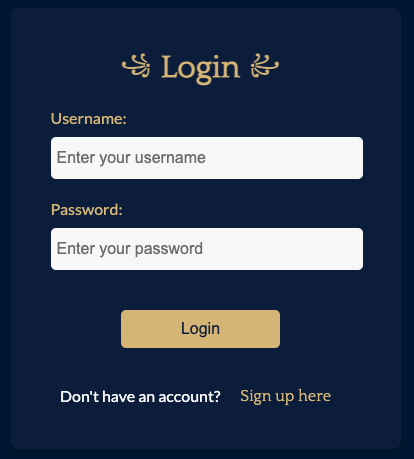 Login
Username:
Enter your username
Password:
Enter your password
Login
Don't have an account? Sign up here